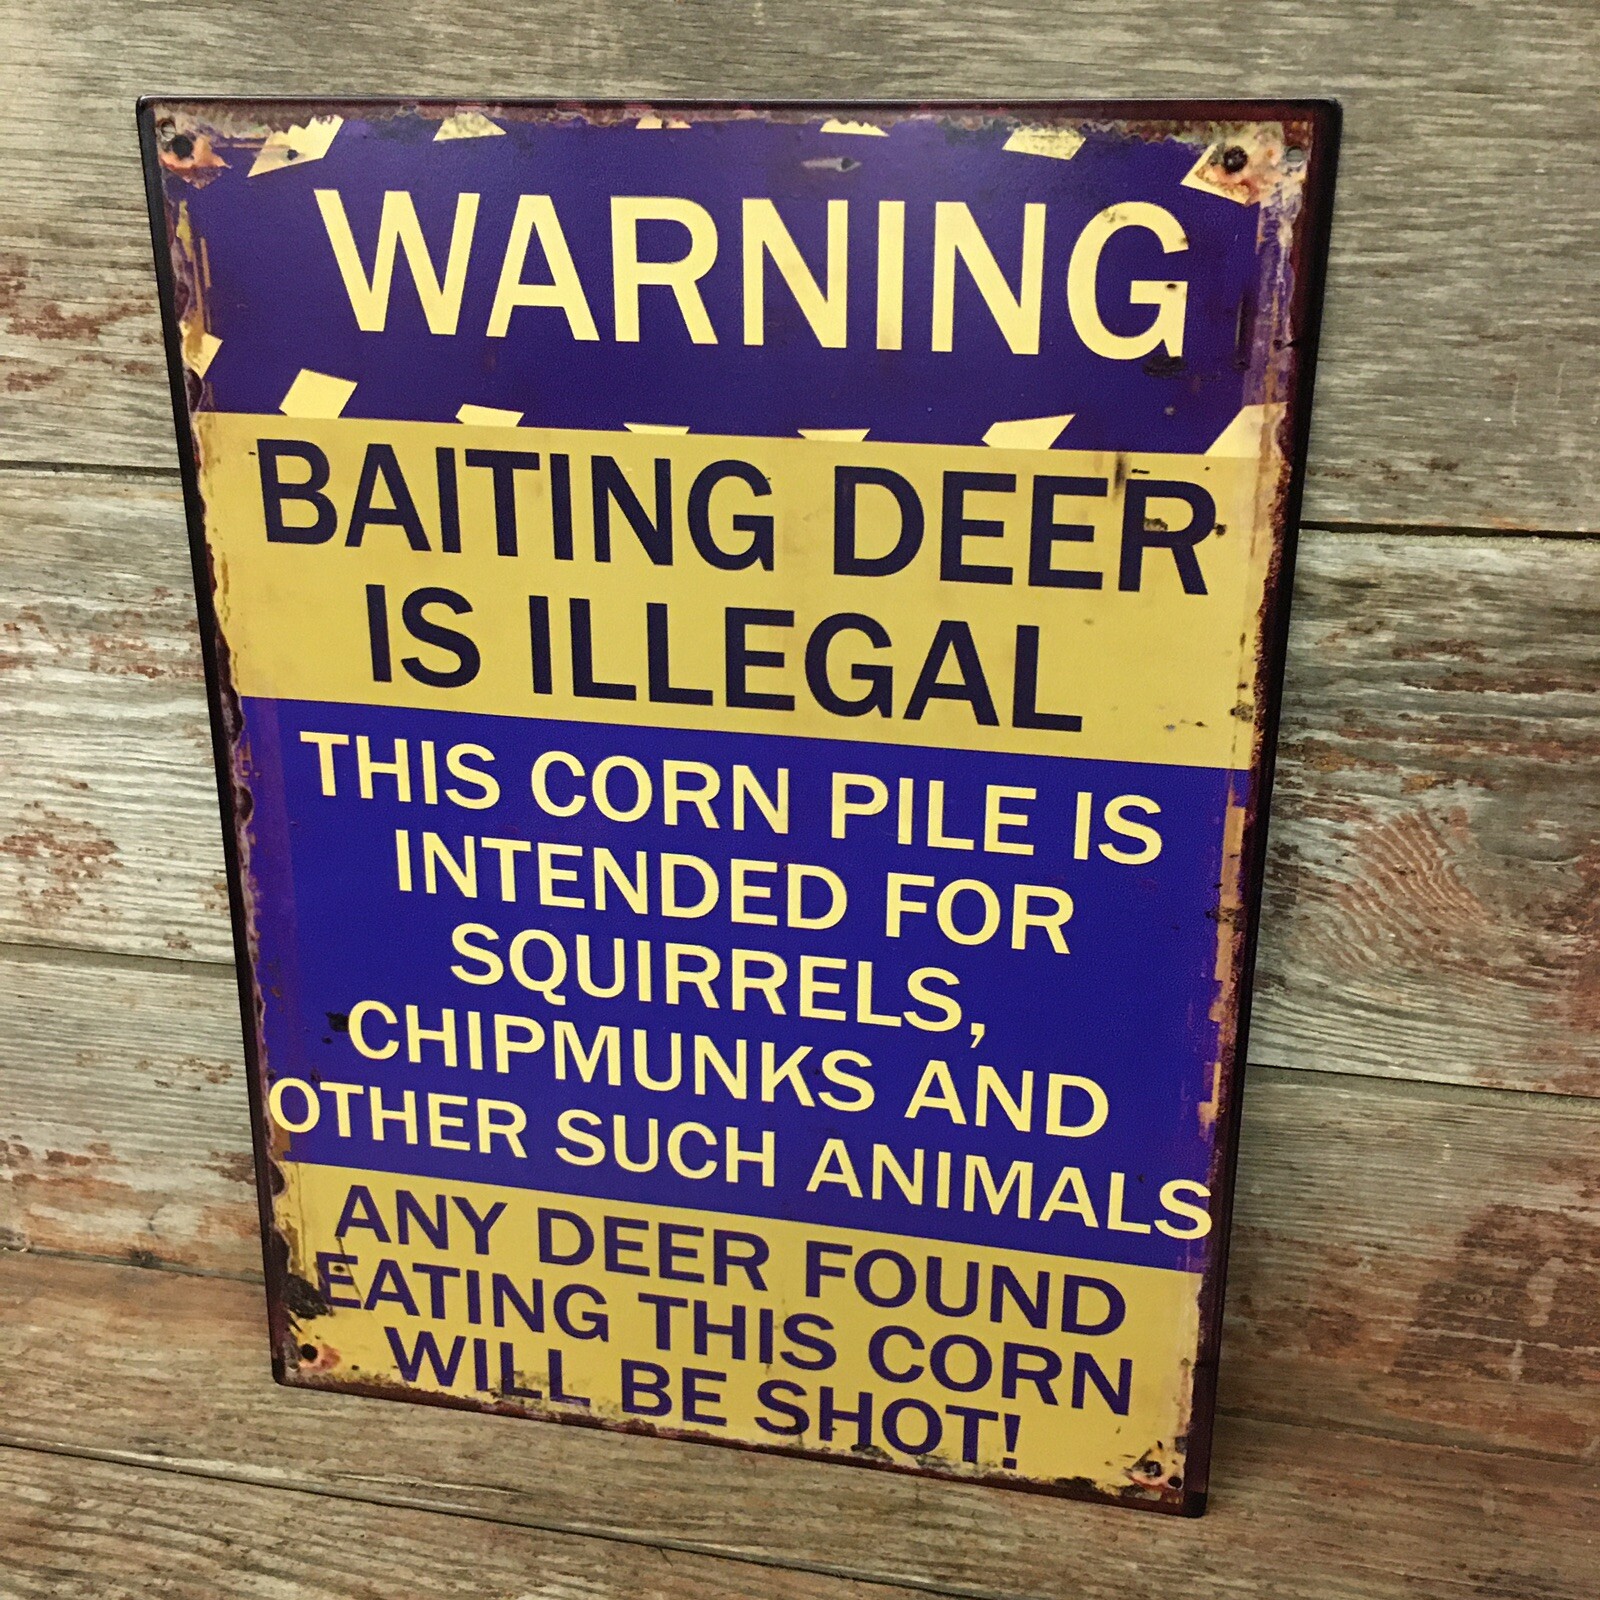 WARNING
BAITING DEER
IS ILLEGAL
THIS CORN PILE IS
INTENDED FOR
SQUIRRELS,
CHIPMUNKS AND
OTHER SUCH ANIMALS
ANY DEER FOUND
EATING THIS CORN
WILL BE SHOT!